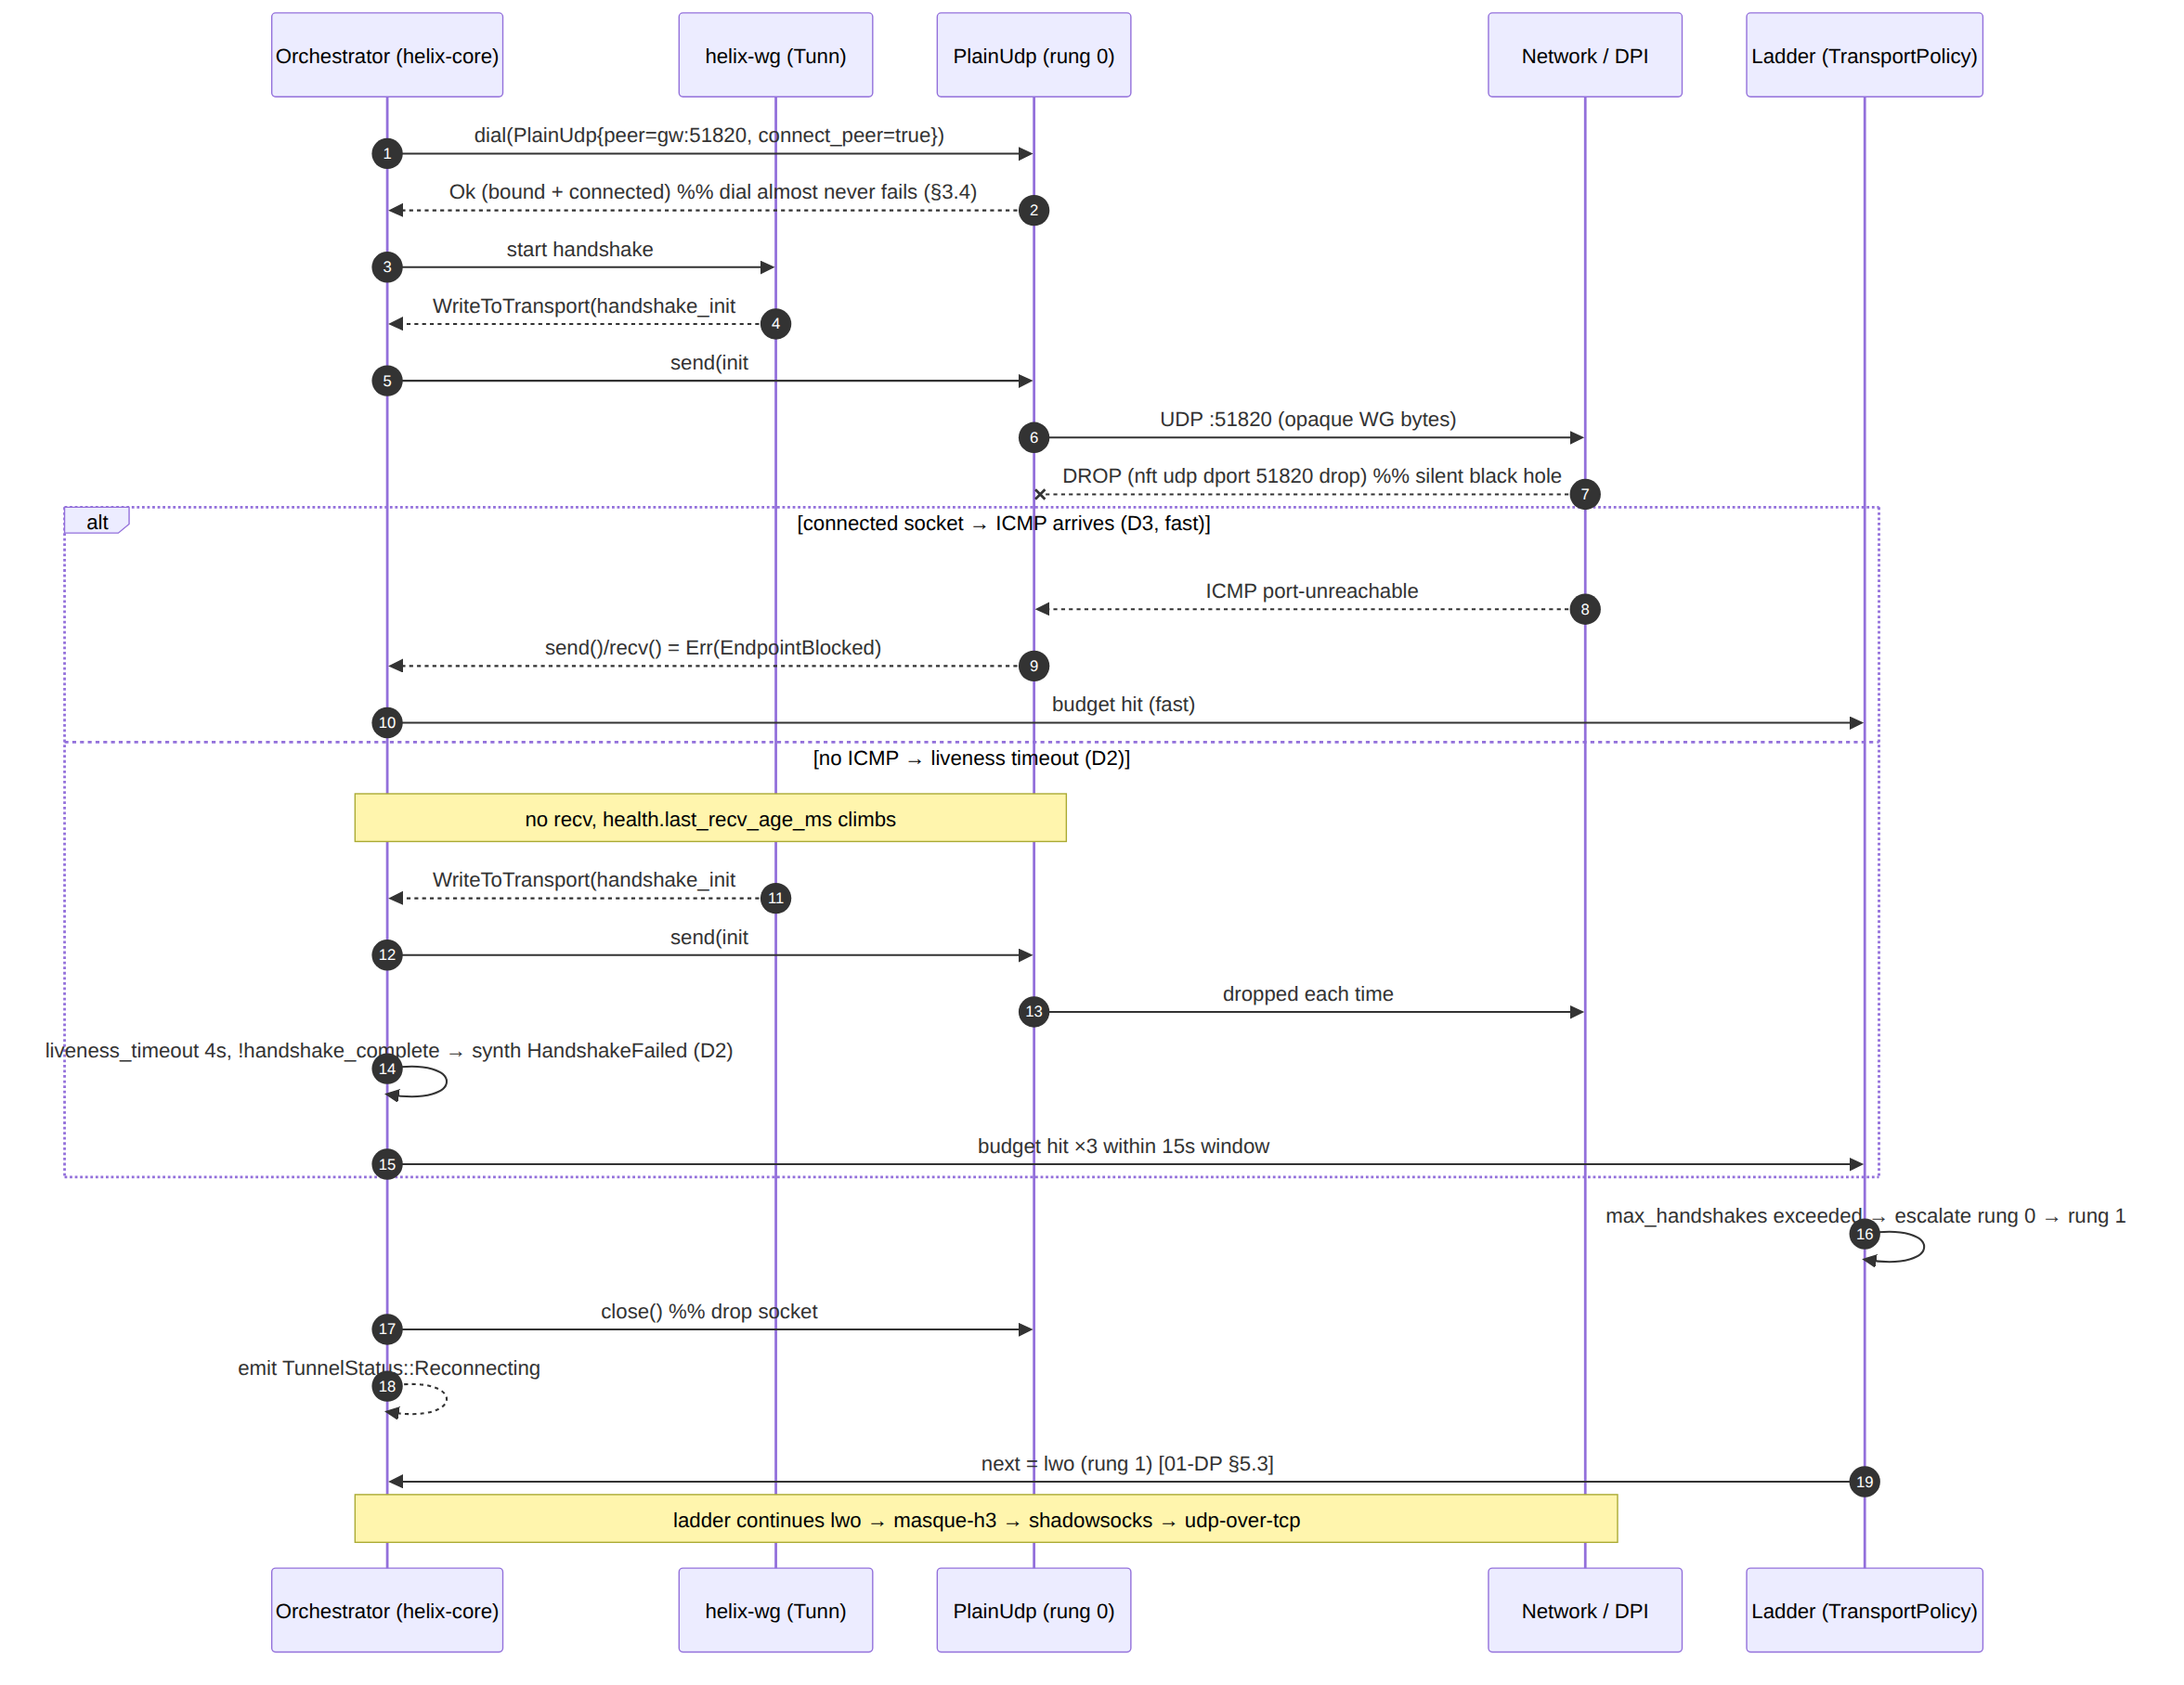 Orchestrator (helix-core)
helix-wg (Tunn)
PlainUdp (rung 0)
Network / DPI
Ladder (TransportPolicy)
dial(PlainUdp{peer=gw:51820, connect_peer=true})
1
Ok (bound + connected) %% dial almost never fails (§3.4)
2
start handshake
3
WriteToTransport(handshake_init
4
send(init
5
UDP :51820 (opaque WG bytes)
6
DROP (nft udp dport 51820 drop) %% silent black hole
7
alt
[connected socket → ICMP arrives (D3, fast)]
ICMP port-unreachable
8
send()/recv() = Err(EndpointBlocked)
9
budget hit (fast)
10
[no ICMP → liveness timeout (D2)]
no recv, health.last_recv_age_ms climbs
WriteToTransport(handshake_init
11
send(init
12
dropped each time
13
liveness_timeout 4s, !handshake_complete → synth HandshakeFailed (D2)
14
budget hit ×3 within 15s window
15
max_handshakes exceeded → escalate rung 0 → rung 1
16
close() %% drop socket
17
emit TunnelStatus::Reconnecting
18
next = lwo (rung 1) [01-DP §5.3]
19
ladder continues lwo → masque-h3 → shadowsocks → udp-over-tcp
Orchestrator (helix-core)
helix-wg (Tunn)
PlainUdp (rung 0)
Network / DPI
Ladder (TransportPolicy)